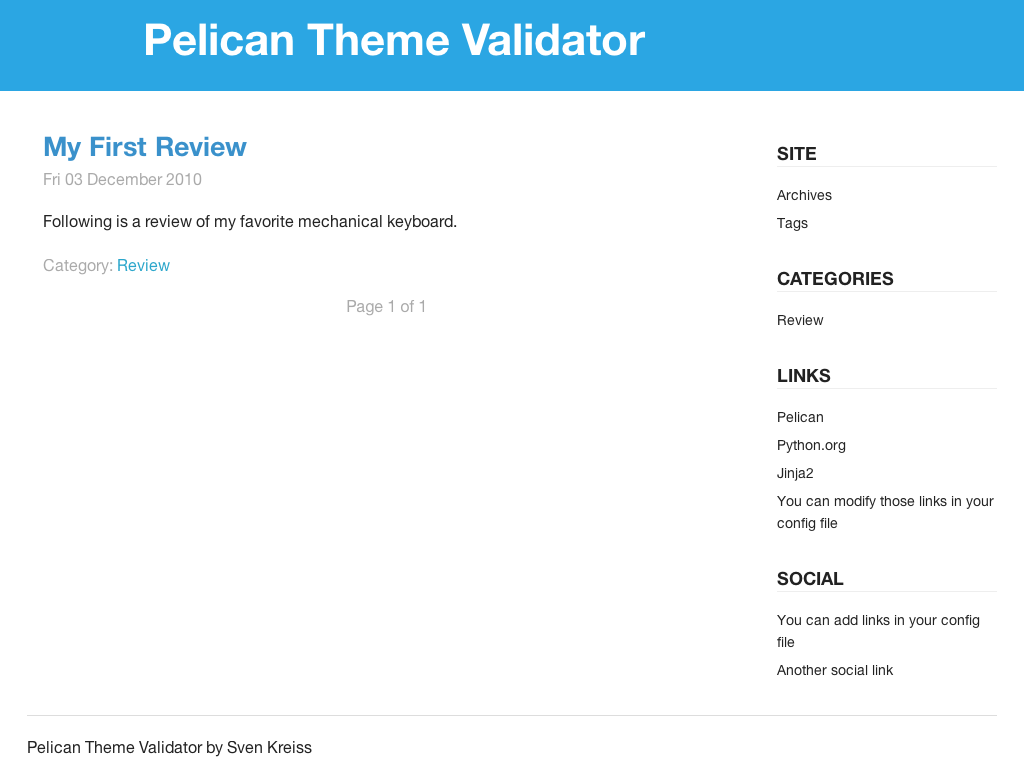 Pelican Theme Validator
My First Review
Fri 03 December 2010
Following is a review of my favorite mechanical keyboard.
Category: Review
Page 1 of 1
SITE
Archives
Tags
CATEGORIES
Review
LINKS
Pelican
Python.org
Jinja2
You can modify those links in your
config file
SOCIAL
You can add links in your config
file
Another social link
Pelican Theme Validator by Sven Kreiss